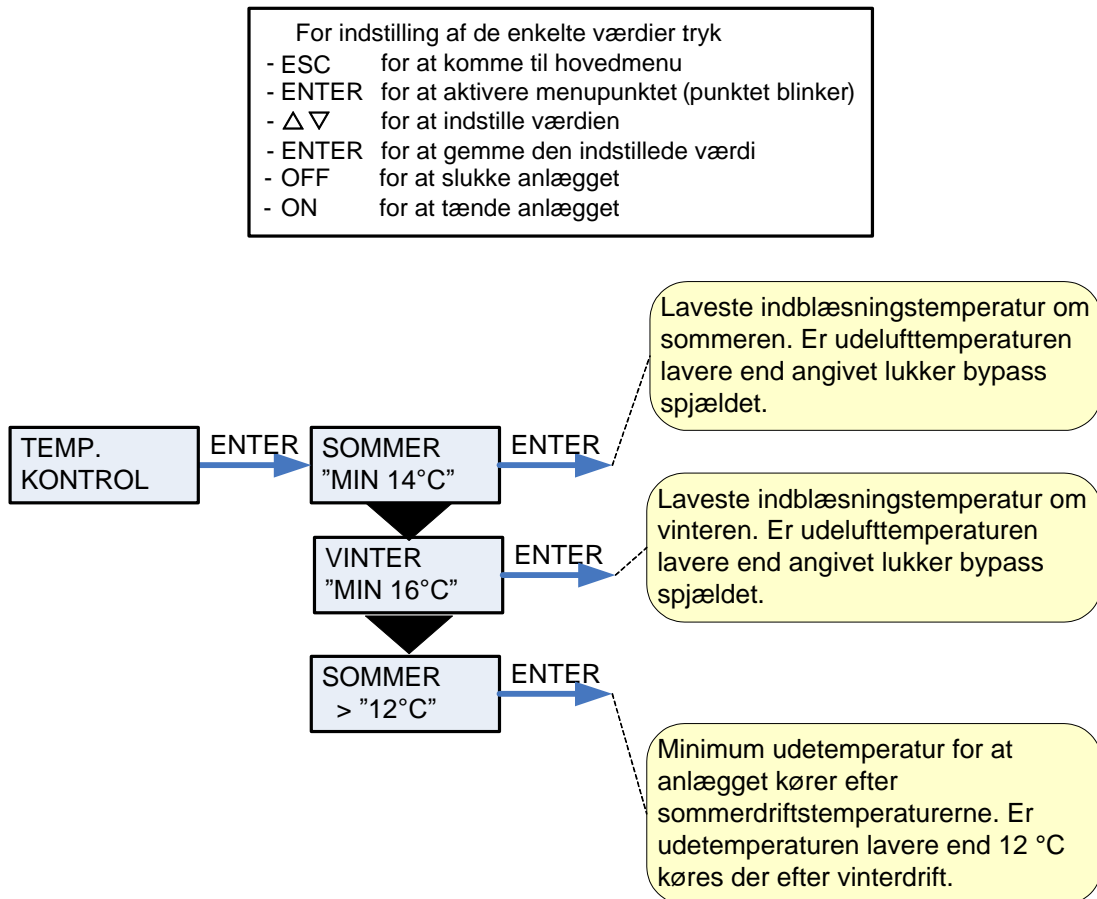 For indstilling af de enkelte værdier tryk
- ESC for at komme til hovedmenu
- ENTER for at aktivere menupunktet (punktet blinker)
- △▽ for at indstille værdien
- ENTER for at gemme den indstillede værdi
- OFF for at slukke anlægget
- ON for at tænde anlægget
TEMP.
KONTROL
ENTER
SOMMER
”MIN 14°C”
ENTER
Laveste indblæsningstemperatur om
sommeren. Er udelufttemperaturen
lavere end angivet lukker bypass
spjældet.
VINTER
”MIN 16°C”
ENTER
Laveste indblæsningstemperatur om
vinteren. Er udelufttemperaturen
lavere end angivet lukker bypass
spjældet.
SOMMER
> ”12°C”
ENTER
Minimum udetemperatur for at
anlægget kører efter
sommerdriftstemperaturerne. Er
udetemperaturen lavere end 12 °C
køres der efter vinterdrift.